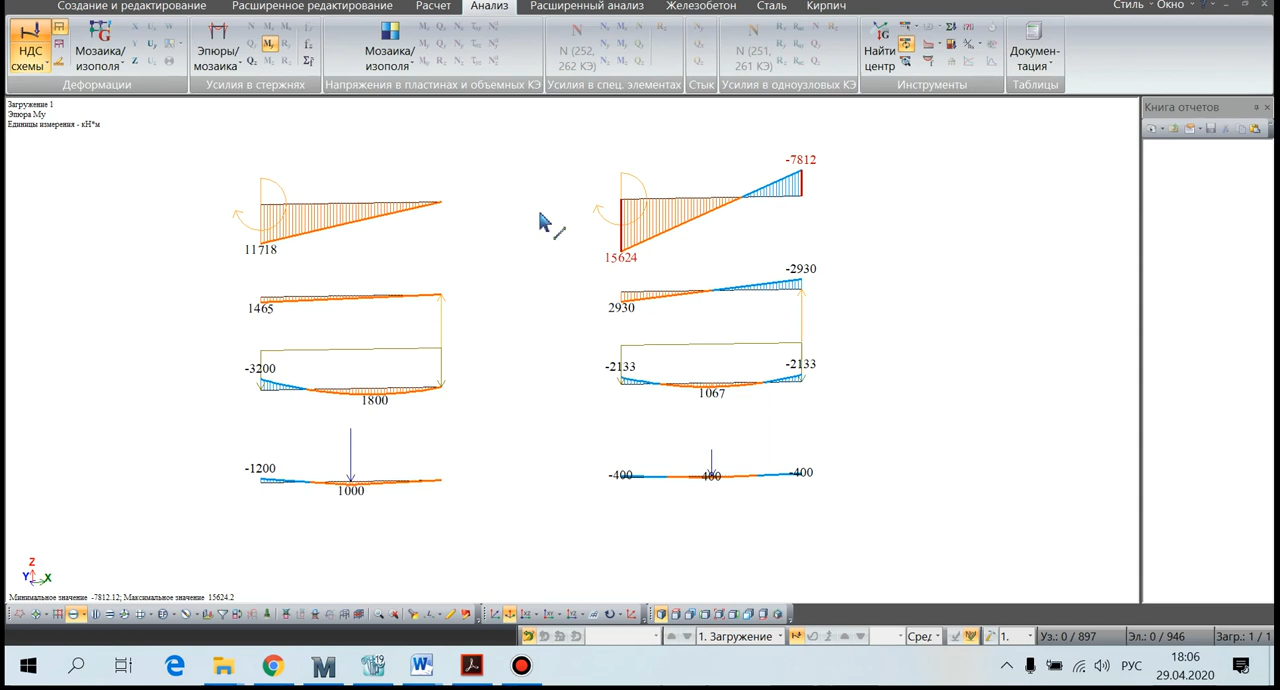 Создание и редактирование Расширенное редактирование Расчет Анализ Расширенный анализ Железобетон Сталь Кирпич Стиль Окно
НДС схемы Мозаика/ изополя Эпюры/ мозаика Мозаика/ изополя N (252, 262 КЭ) N (251, 261 КЭ) Найти центр Докумен- тация
Деформации Усилия в стержнях Напряжения в пластинах и объемных КЭ Усилия в спец. элементах Стык Усилия в одноузловых КЭ Инструменты Таблицы
Загружение 1
Эпюра My
Единицы измерения - кН*м
Книга отчетов
-7812
11718
15624
-2930
1465
2930
-3200
-2133
-2133
1800
1067
-1200
1000
-400
400
-400
Z
Y X
Минимальное значение -7812.12; Максимальное значение 15624.2
1. Загружение
Сред
1.
Уз.: 0 / 897
Эл.: 0 / 946
Загр.: 1 / 1
19
РУС
18:06
29.04.2020